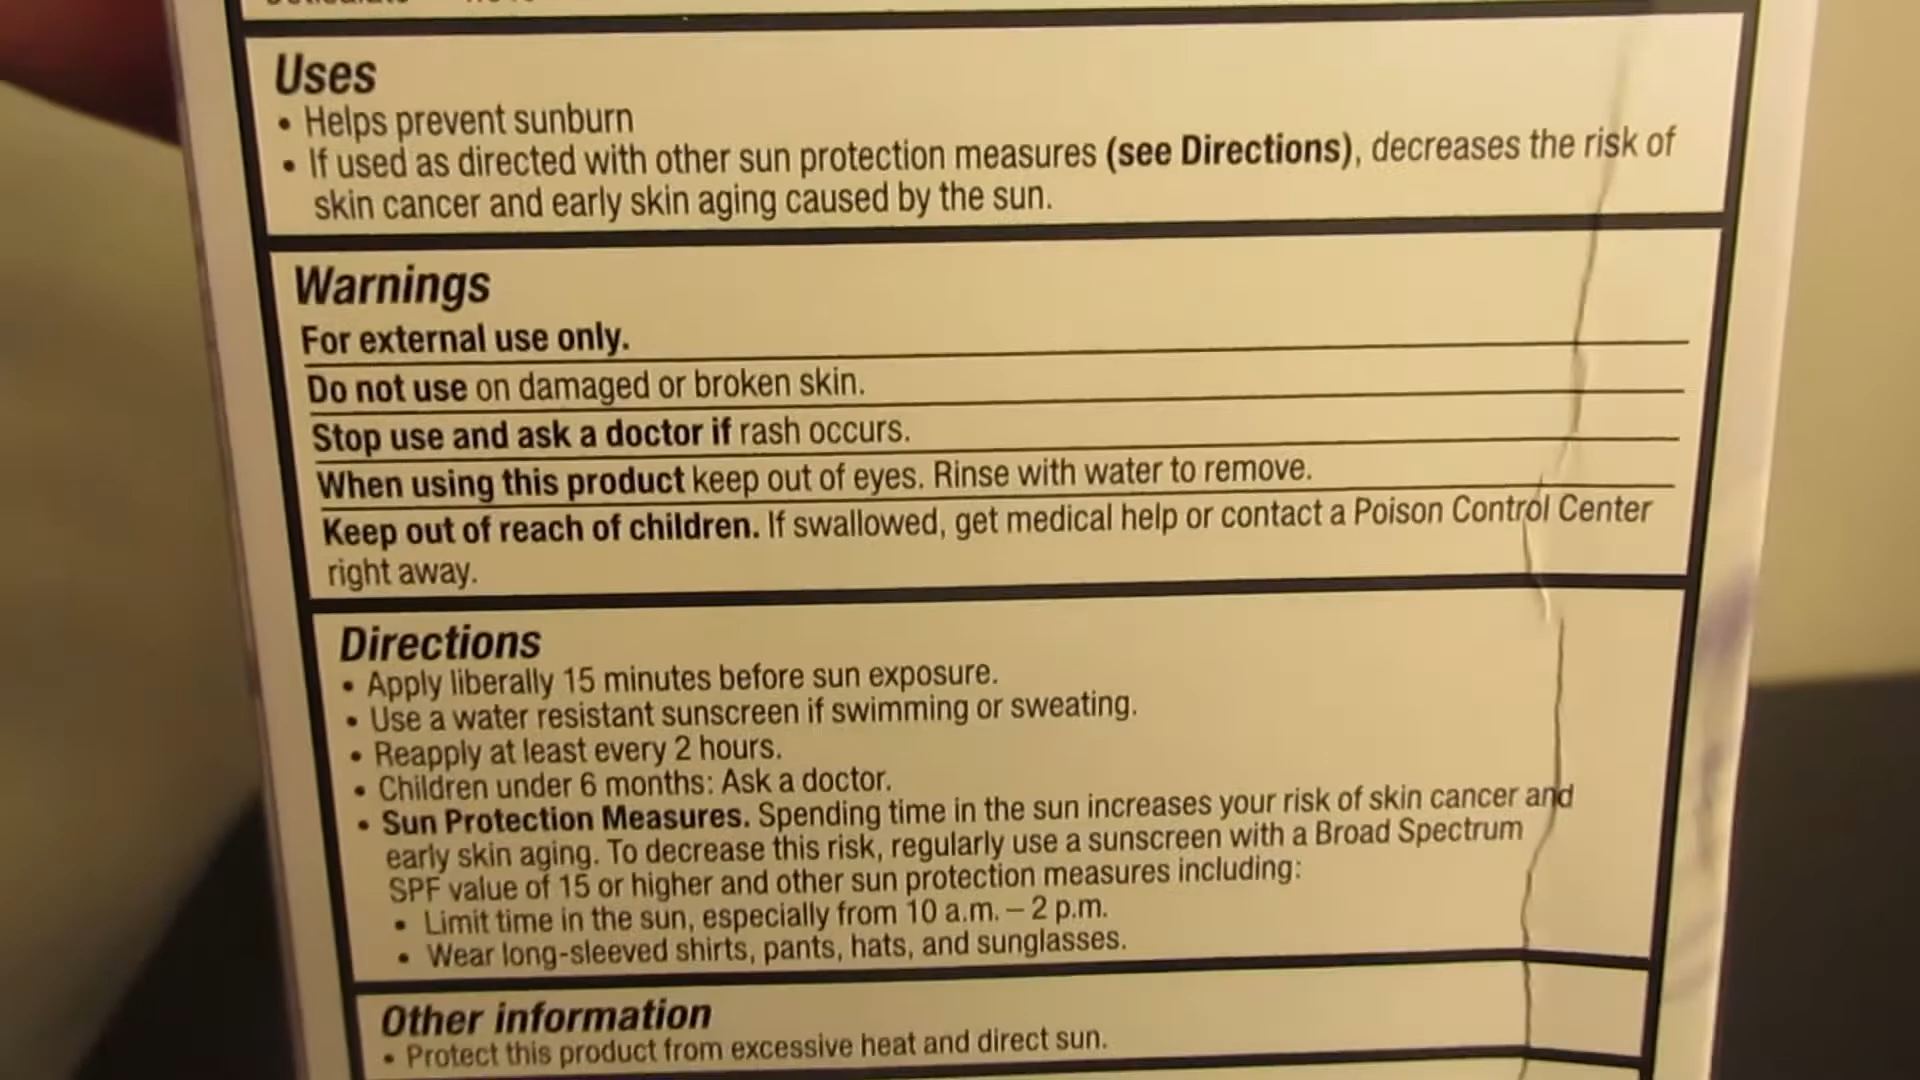 Uses
• Helps prevent sunburn
• If used as directed with other sun protection measures (see Directions), decreases the risk of
skin cancer and early skin aging caused by the sun.
Warnings
For external use only.
Do not use on damaged or broken skin.
Stop use and ask a doctor if rash occurs.
When using this product keep out of eyes. Rinse with water to remove.
Keep out of reach of children. If swallowed, get medical help or contact a Poison Control Center
right away.
Directions
• Apply liberally 15 minutes before sun exposure.
• Use a water resistant sunscreen if swimming or sweating.
• Reapply at least every 2 hours.
• Children under 6 months: Ask a doctor.
• Sun Protection Measures. Spending time in the sun increases your risk of skin cancer and
early skin aging. To decrease this risk, regularly use a sunscreen with a Broad Spectrum
SPF value of 15 or higher and other sun protection measures including:
• Limit time in the sun, especially from 10 a.m. – 2 p.m.
• Wear long-sleeved shirts, pants, hats, and sunglasses.
Other information
• Protect this product from excessive heat and direct sun.